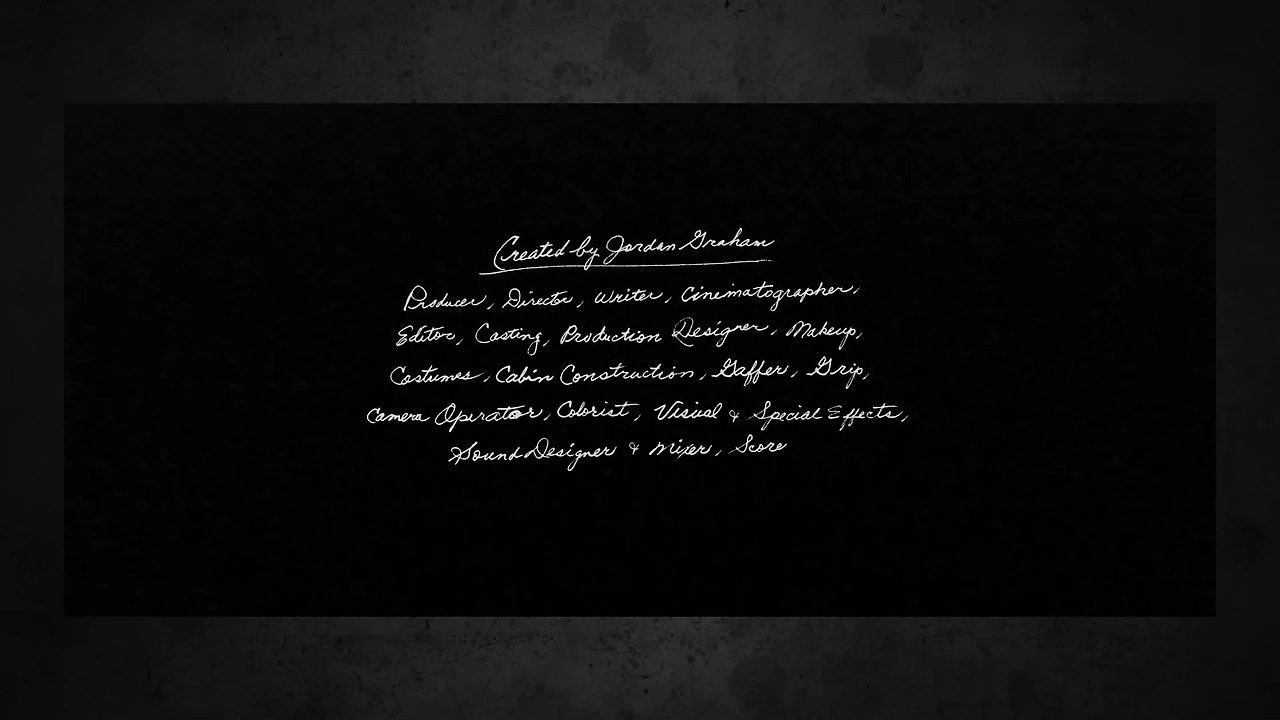 Created by Jordan Graham
Producer, Director, Writer, Cinematographer,
Editor, Casting, Production Designer, Makeup,
Costumes, Cabin Construction, Gaffer, Grip,
Camera Operator, Colorist, Visual & Special Effects,
Sound Designer & Mixer, Score